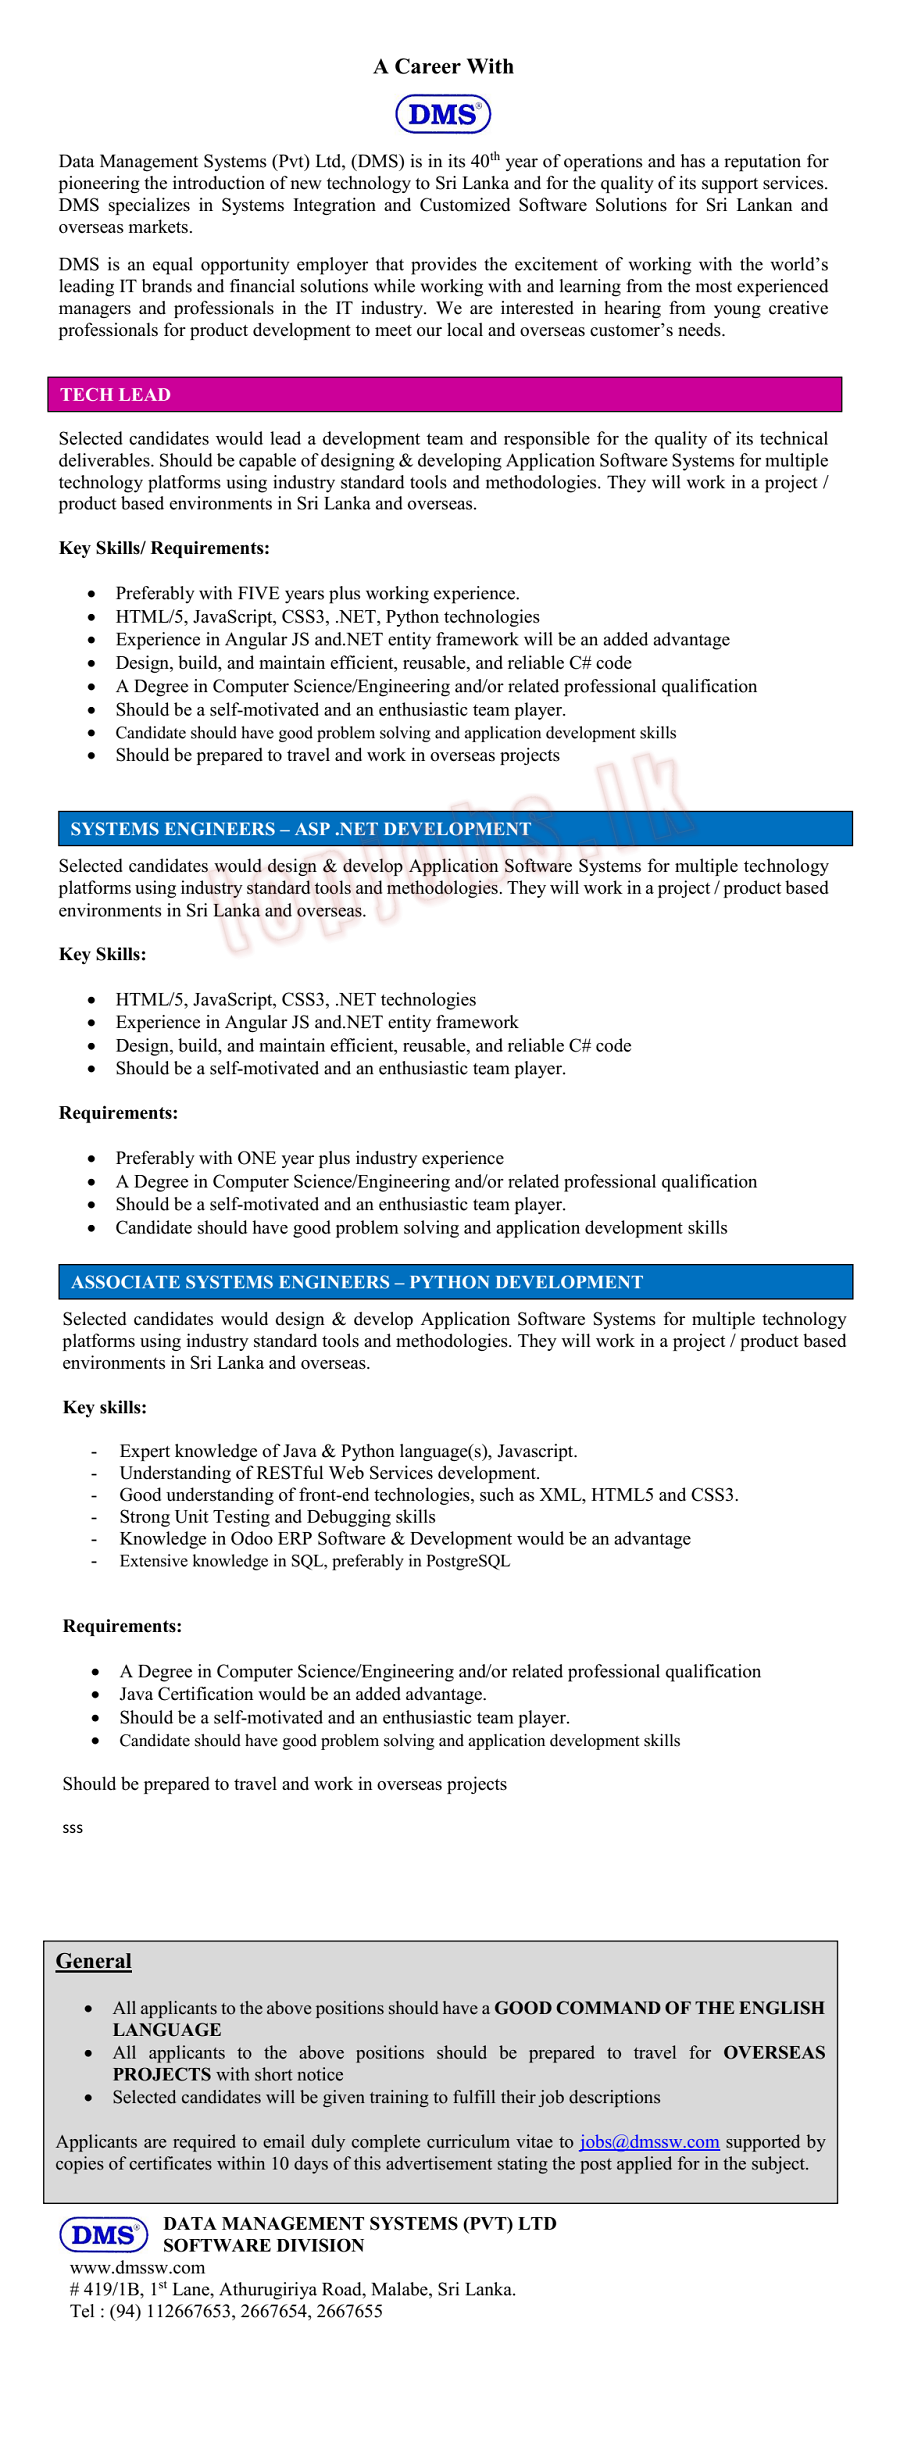 A Career With
DMS®
Data Management Systems (Pvt) Ltd, (DMS) is in its 40th year of operations and has a reputation for
pioneering the introduction of new technology to Sri Lanka and for the quality of its support services.
DMS specializes in Systems Integration and Customized Software Solutions for Sri Lankan and
overseas markets.
DMS is an equal opportunity employer that provides the excitement of working with the world's
leading IT brands and financial solutions while working with and learning from the most experienced
managers and professionals in the IT industry. We are interested in hearing from young creative
professionals for product development to meet our local and overseas customer's needs.
TECH LEAD
Selected candidates would lead a development team and responsible for the quality of its technical
deliverables. Should be capable of designing & developing Application Software Systems for multiple
technology platforms using industry standard tools and methodologies. They will work in a project /
product based environments in Sri Lanka and overseas.
Key Skills/ Requirements:
• Preferably with FIVE years plus working experience.
• HTML/5, JavaScript, CSS3, .NET, Python technologies
• Experience in Angular JS and.NET entity framework will be an added advantage
• Design, build, and maintain efficient, reusable, and reliable C# code
• A Degree in Computer Science/Engineering and/or related professional qualification
• Should be a self-motivated and an enthusiastic team player.
• Candidate should have good problem solving and application development skills
• Should be prepared to travel and work in overseas projects
topjobs.lk
SYSTEMS ENGINEERS – ASP .NET DEVELOPMENT
Selected candidates would design & develop Application Software Systems for multiple technology
platforms using industry standard tools and methodologies. They will work in a project / product based
environments in Sri Lanka and overseas.
Key Skills:
• HTML/5, JavaScript, CSS3, .NET technologies
• Experience in Angular JS and.NET entity framework
• Design, build, and maintain efficient, reusable, and reliable C# code
• Should be a self-motivated and an enthusiastic team player.
Requirements:
• Preferably with ONE year plus industry experience
• A Degree in Computer Science/Engineering and/or related professional qualification
• Should be a self-motivated and an enthusiastic team player.
• Candidate should have good problem solving and application development skills
ASSOCIATE SYSTEMS ENGINEERS – PYTHON DEVELOPMENT
Selected candidates would design & develop Application Software Systems for multiple technology
platforms using industry standard tools and methodologies. They will work in a project / product based
environments in Sri Lanka and overseas.
Key skills:
- Expert knowledge of Java & Python language(s), Javascript.
- Understanding of RESTful Web Services development.
- Good understanding of front-end technologies, such as XML, HTML5 and CSS3.
- Strong Unit Testing and Debugging skills
- Knowledge in Odoo ERP Software & Development would be an advantage
- Extensive knowledge in SQL, preferably in PostgreSQL
Requirements:
• A Degree in Computer Science/Engineering and/or related professional qualification
• Java Certification would be an added advantage.
• Should be a self-motivated and an enthusiastic team player.
• Candidate should have good problem solving and application development skills
Should be prepared to travel and work in overseas projects
sss
General
• All applicants to the above positions should have a GOOD COMMAND OF THE ENGLISH
LANGUAGE
• All applicants to the above positions should be prepared to travel for OVERSEAS
PROJECTS with short notice
• Selected candidates will be given training to fulfill their job descriptions
Applicants are required to email duly complete curriculum vitae to jobs@dmssw.com supported by
copies of certificates within 10 days of this advertisement stating the post applied for in the subject.
DMS® DATA MANAGEMENT SYSTEMS (PVT) LTD
SOFTWARE DIVISION
www.dmssw.com
# 419/1B, 1st Lane, Athurugiriya Road, Malabe, Sri Lanka.
Tel : (94) 112667653, 2667654, 2667655